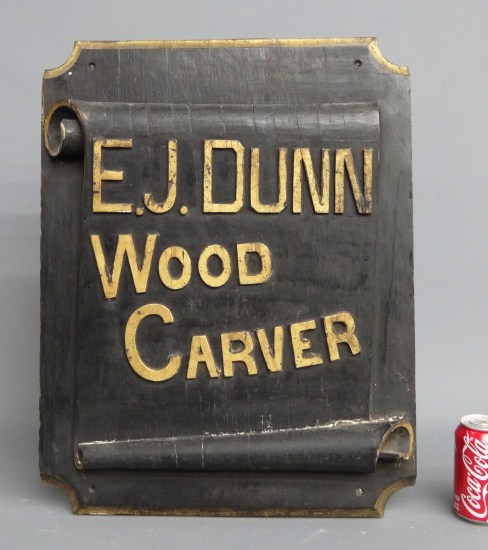 E.J. DUNN
WOOD
CARVER
Coca-Cola